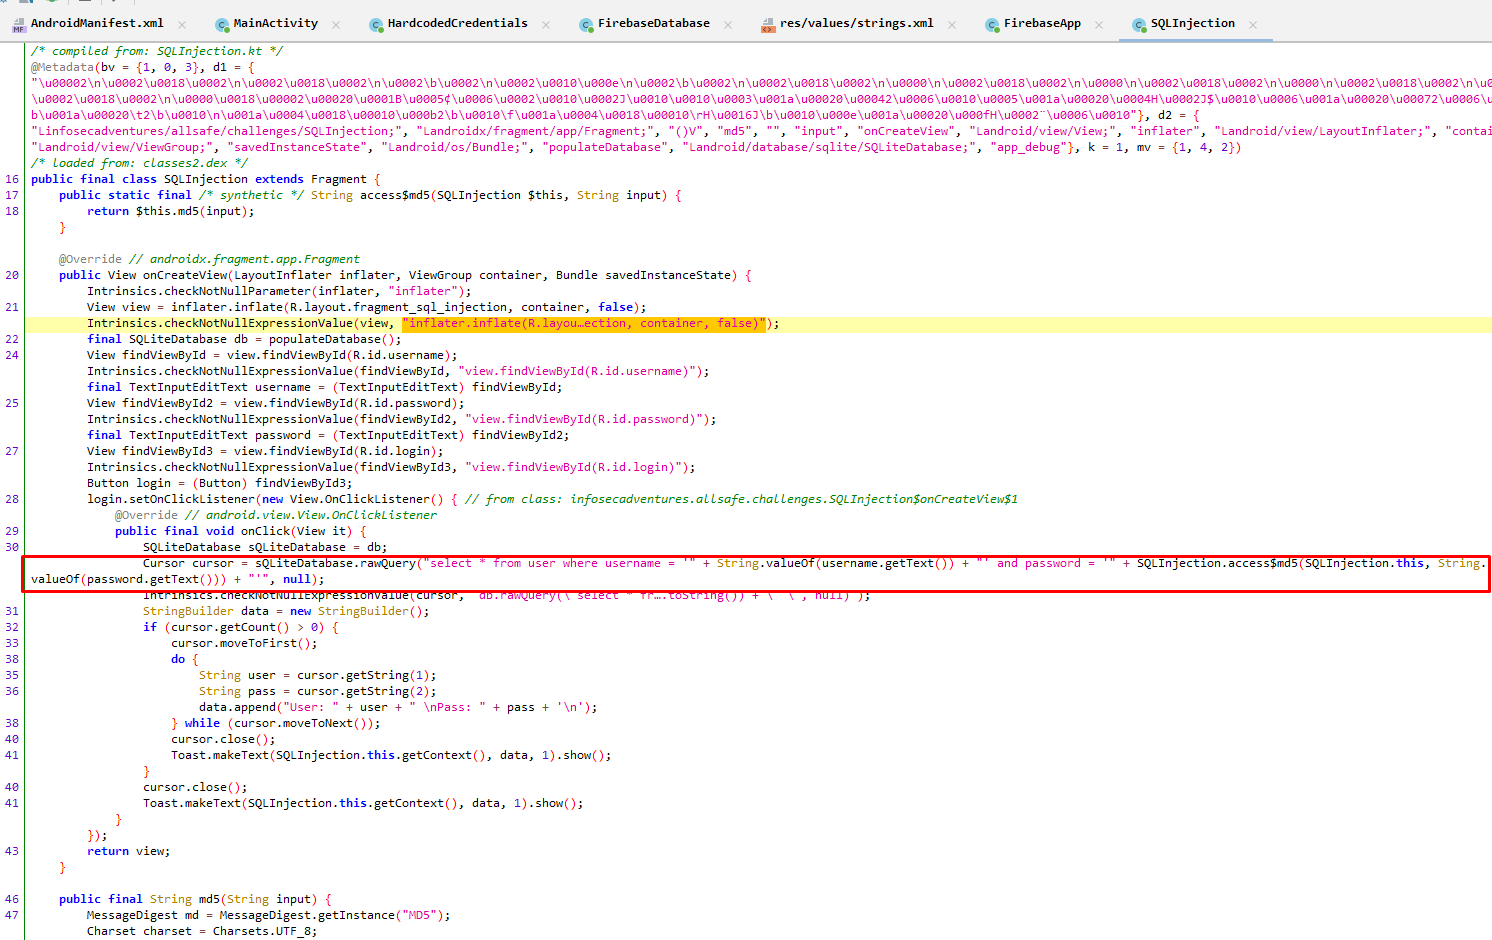 AndroidManifest.xml MainActivity HardcodedCredentials FirebaseDatabase res/values/strings.xml FirebaseApp SQLInjection
/* compiled from: SQLInjection.kt */
@Metadata(bv = {1, 0, 3}, d1 = {
"\u00002\n\u0002\u0018\u0002\n\u0002\u0018\u0002\n\u0002\b\u0002\n\u0002\u0010\u000e\n\u0002\b\u0002\n\u0002\u0018\u0002\n\u0000\n\u0002\u0018\u0002\n\u0000\n\u0002\u0018\u0002\n\u0000\n\u0002\u0018\u0002\n\u0
\u0002\u0018\u0002\n\u0000\u0018\u00002\u00020\u0001B\u0005¢\u0006\u0002\u0010\u0002J\u0010\u0010\u0003\u001a\u00020\u00042\u0006\u0010\u0005\u001a\u00020\u0004H\u0002J$\u0010\u0006\u001a\u00020\u00072\u0006\u
b\u001a\u00020\t2\b\u0010\n\u001a\u0004\u0018\u00010\u000b2\b\u0010\f\u001a\u0004\u0018\u00010\rH\u0016J\b\u0010\u000e\u001a\u00020\u000fH\u0002¨\u0006\u0010"}, d2 = {
"Linfosecadventures/allsafe/challenges/SQLInjection;", "Landroidx/fragment/app/Fragment;", "()V", "md5", "", "input", "onCreateView", "Landroid/view/View;", "inflater", "Landroid/view/LayoutInflater;", "contai
"Landroid/view/ViewGroup;", "savedInstanceState", "Landroid/os/Bundle;", "populateDatabase", "Landroid/database/sqlite/SQLiteDatabase;", "app_debug"}, k = 1, mv = {1, 4, 2})
/* loaded from: classes2.dex */
16 public final class SQLInjection extends Fragment {
17 public static final /* synthetic */ String access$md5(SQLInjection $this, String input) {
18 return $this.md5(input);
}
@Override // androidx.fragment.app.Fragment
20 public View onCreateView(LayoutInflater inflater, ViewGroup container, Bundle savedInstanceState) {
Intrinsics.checkNotNullParameter(inflater, "inflater");
21 View view = inflater.inflate(R.layout.fragment_sql_injection, container, false);
Intrinsics.checkNotNullExpressionValue(view, "inflater.inflate(R.layou…ection, container, false)");
22 final SQLiteDatabase db = populateDatabase();
24 View findViewById = view.findViewById(R.id.username);
Intrinsics.checkNotNullExpressionValue(findViewById, "view.findViewById(R.id.username)");
final TextInputEditText username = (TextInputEditText) findViewById;
25 View findViewById2 = view.findViewById(R.id.password);
Intrinsics.checkNotNullExpressionValue(findViewById2, "view.findViewById(R.id.password)");
final TextInputEditText password = (TextInputEditText) findViewById2;
27 View findViewById3 = view.findViewById(R.id.login);
Intrinsics.checkNotNullExpressionValue(findViewById3, "view.findViewById(R.id.login)");
Button login = (Button) findViewById3;
28 login.setOnClickListener(new View.OnClickListener() { // from class: infosecadventures.allsafe.challenges.SQLInjection$onCreateView$1
@Override // android.view.View.OnClickListener
29 public final void onClick(View it) {
30 SQLiteDatabase sQLiteDatabase = db;
Cursor cursor = sQLiteDatabase.rawQuery("select * from user where username = '" + String.valueOf(username.getText()) + "' and password = '" + SQLInjection.access$md5(SQLInjection.this, String.
valueOf(password.getText())) + "'", null);
Intrinsics.checkNotNullExpressionValue(cursor, "db.rawQuery(\"select * fr….toString()) + \"'\", null)");
31 StringBuilder data = new StringBuilder();
32 if (cursor.getCount() > 0) {
33 cursor.moveToFirst();
38 do {
35 String user = cursor.getString(1);
36 String pass = cursor.getString(2);
data.append("User: " + user + " \nPass: " + pass + '\n');
38 } while (cursor.moveToNext());
40 cursor.close();
41 Toast.makeText(SQLInjection.this.getContext(), data, 1).show();
}
40 cursor.close();
41 Toast.makeText(SQLInjection.this.getContext(), data, 1).show();
}
});
43 return view;
}
46 public final String md5(String input) {
47 MessageDigest md = MessageDigest.getInstance("MD5");
Charset charset = Charsets.UTF_8;